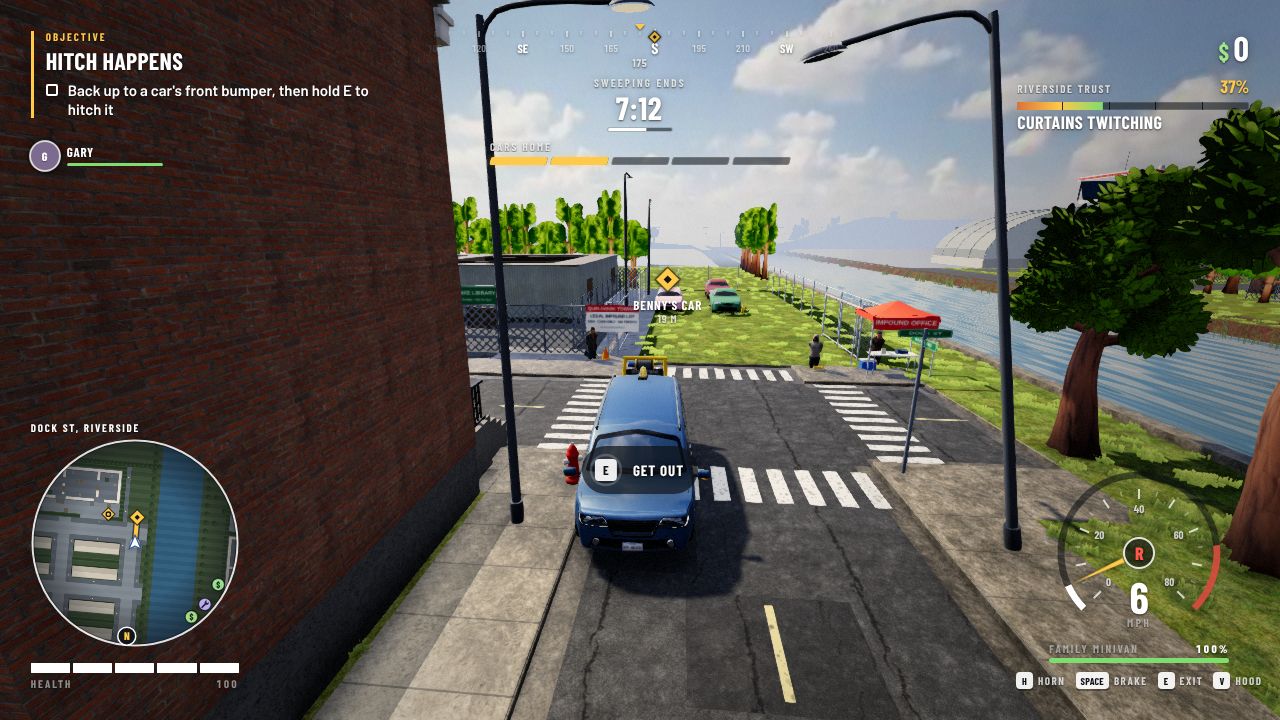 OBJECTIVE
HITCH HAPPENS
Back up to a car's front bumper, then hold E to
hitch it
G
GARY
120
SE
150
165
S
195
210
SW
175
SWEEPING ENDS
7:12
CARS HOME
$0
RIVERSIDE TRUST
37%
CURTAINS TWITCHING
BENNY'S CAR
19 M
IMPOUND OFFICE
E
GET OUT
DOCK ST, RIVERSIDE
N
HEALTH
100
0
20
40
60
80
R
6
MPH
FAMILY MINIVAN
100%
H HORN
SPACE BRAKE
E EXIT
V HOOD